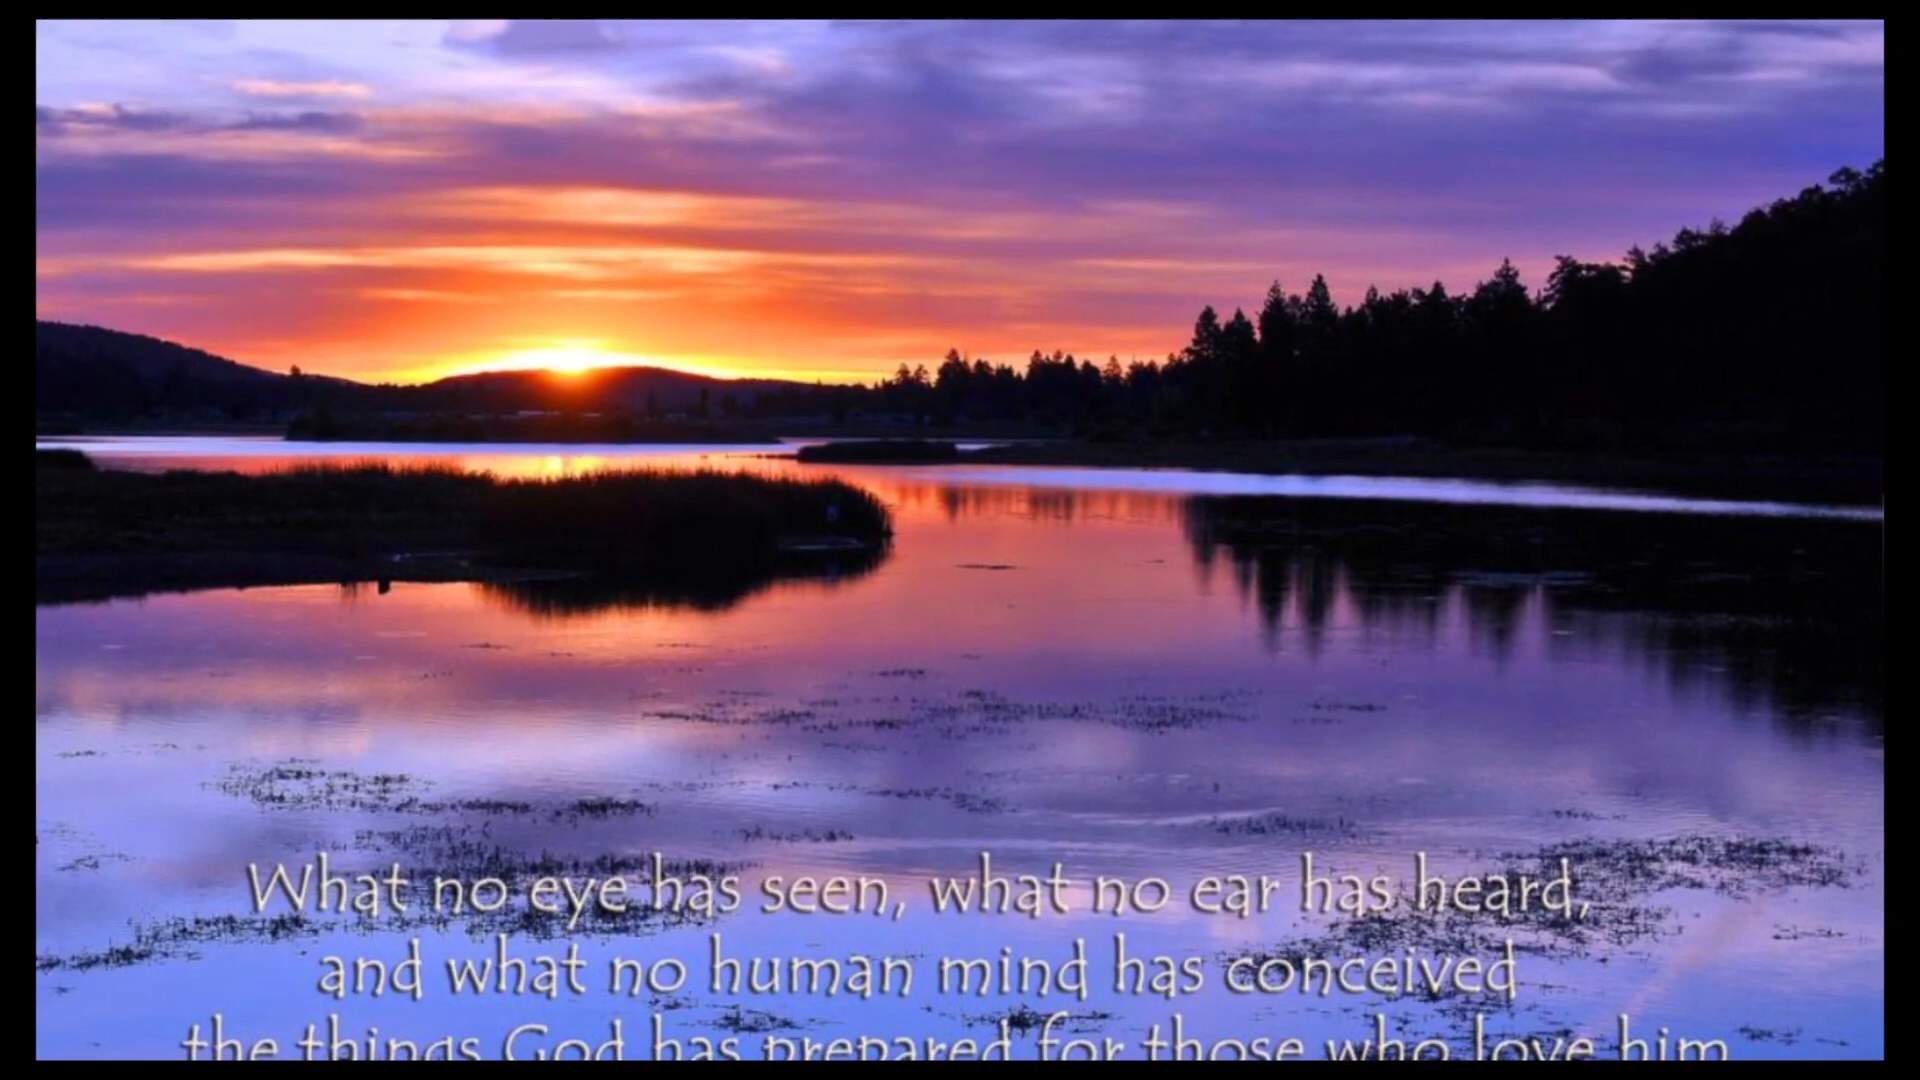 What no eye has seen, what no ear has heard,
and what no human mind has conceived
the things God has prepared for those who love him